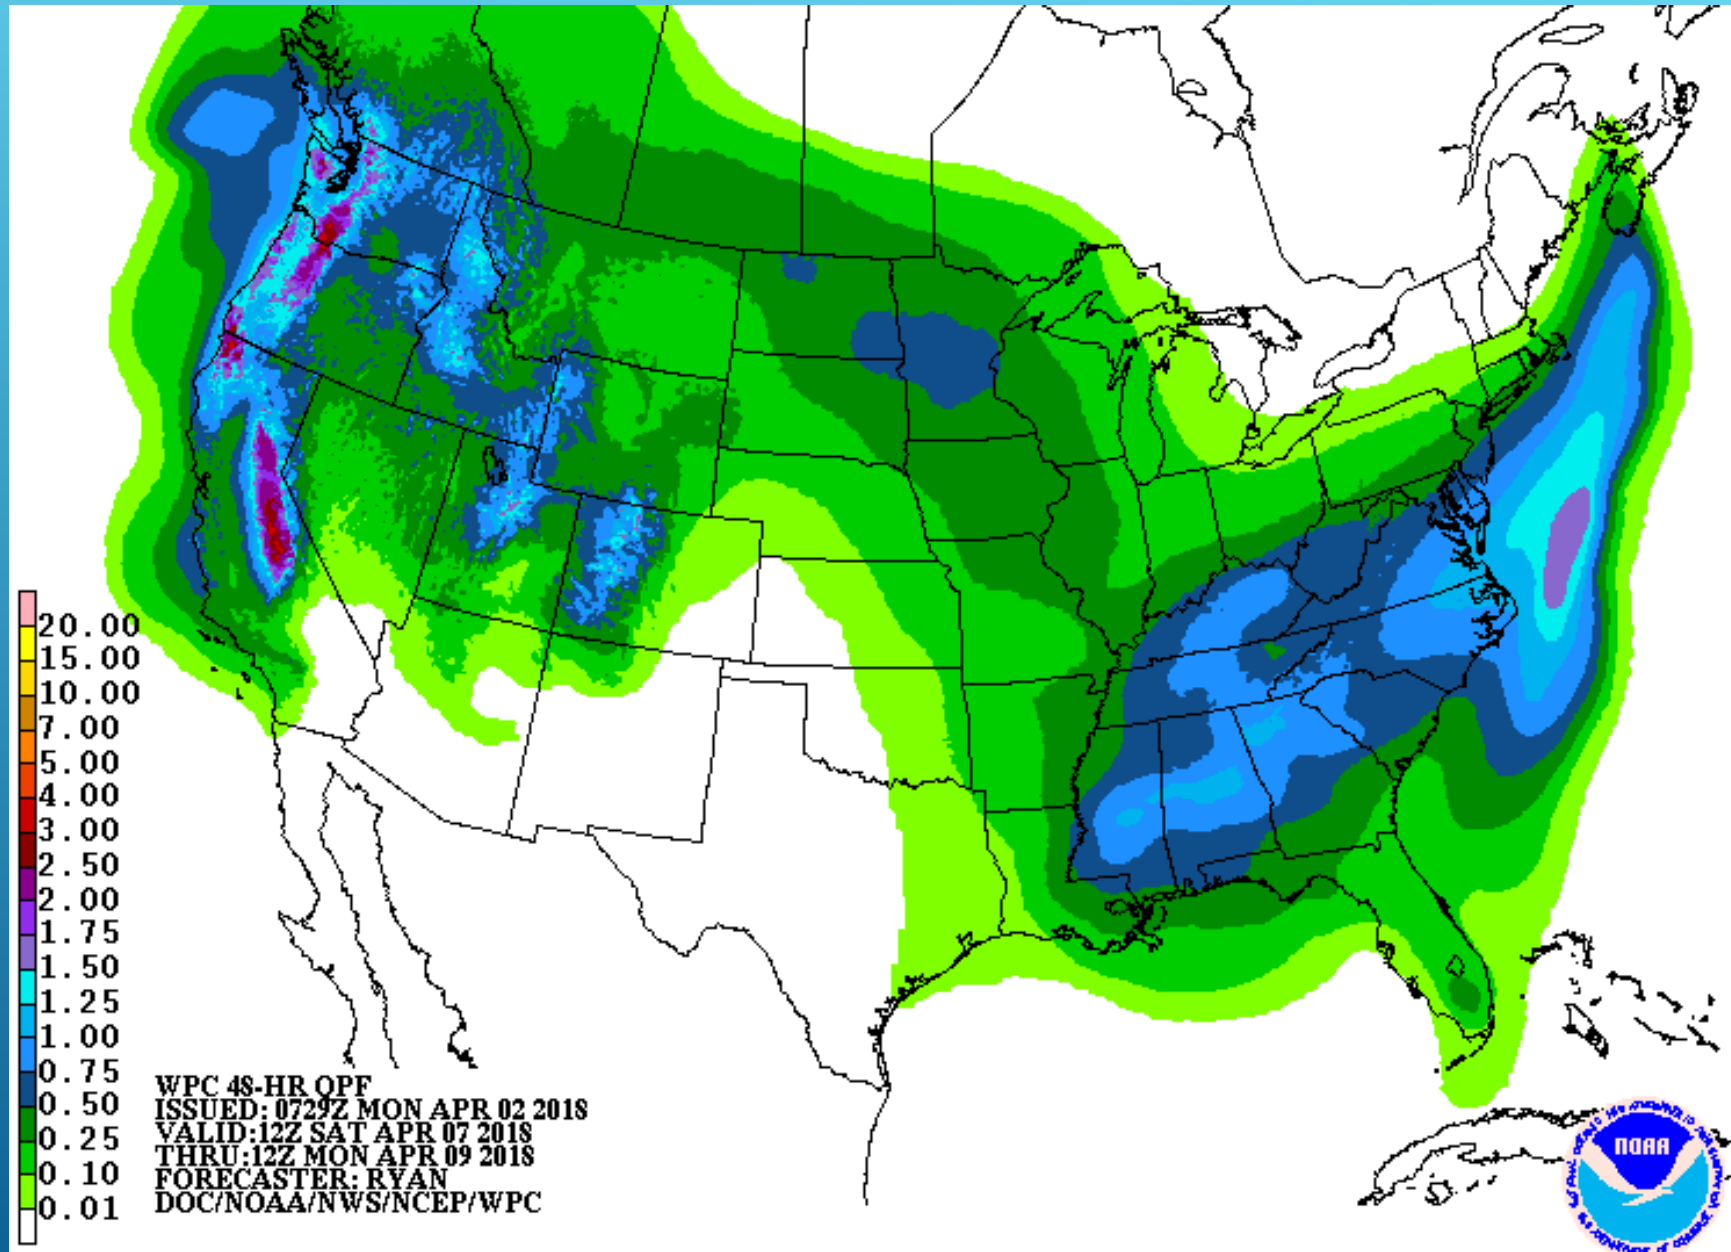 20.00
15.00
10.00
7.00
5.00
4.00
3.00
2.50
2.00
1.75
1.50
1.25
1.00
0.75
0.50
0.25
0.10
0.01
WPC 48-HR QPF
ISSUED: 0729Z MON APR 02 2018
VALID:12Z SAT APR 07 2018
THRU:12Z MON APR 09 2018
FORECASTER: RYAN
DOC/NOAA/NWS/NCEP/WPC
NOAA